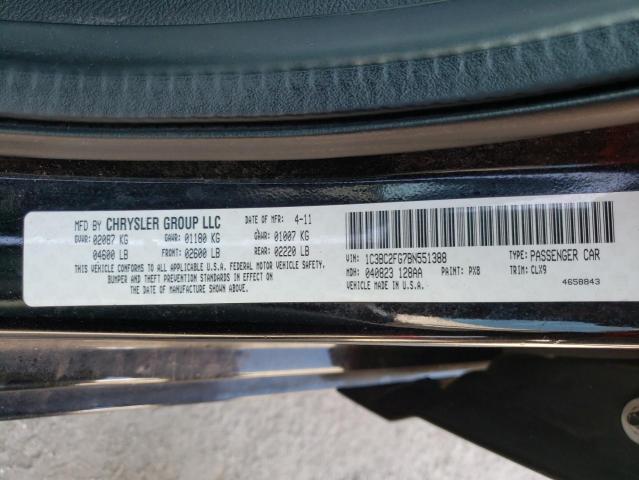 MFD BY CHRYSLER GROUP LLC DATE OF MFR: 4-11
GVWR: 02087 KG GAWR: 01180 KG GAWR: 01007 KG
04600 LB FRONT: 02600 LB REAR: 02220 LB
THIS VEHICLE CONFORMS TO ALL APPLICABLE U.S.A. FEDERAL MOTOR VEHICLE SAFETY,
BUMPER AND THEFT PREVENTION STANDARDS IN EFFECT ON
THE DATE OF MANUFACTURE SHOWN ABOVE.
VIN: 1C3BC2FG7BN551388 TYPE: PASSENGER CAR
MDH: 040823 128AA PAINT: PX8 TRIM: CLX9
VEHICLE MADE IN U.S.A. 4658843